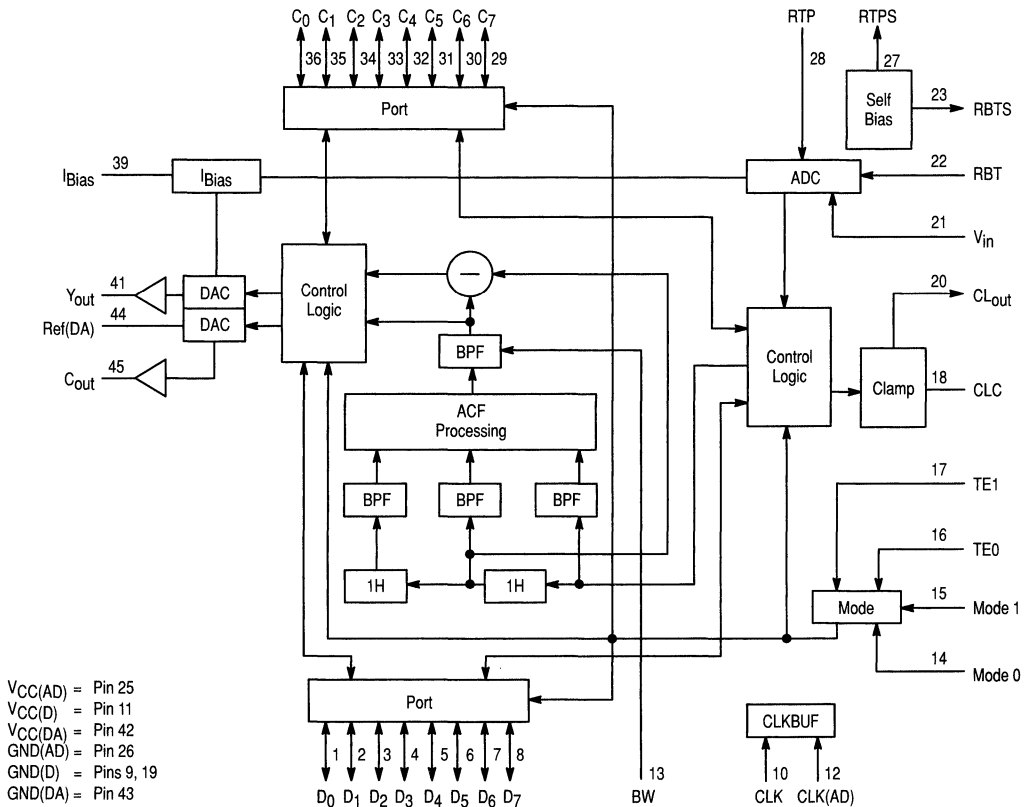 C0 C1 C2 C3 C4 C5 C6 C7
36 35 34 33 32 31 30 29
Port
RTP
28
RTPS
27
Self
Bias
23
RBTS
39
IBias
IBias
ADC
22
RBT
21
Vin
41
Yout
DAC
44
Ref(DA)
DAC
45
Cout
Control
Logic
—
BPF
ACF
Processing
BPF
BPF
BPF
1H
1H
Control
Logic
20
CLout
Clamp
18
CLC
17
TE1
16
TE0
Mode
15
Mode 1
14
Mode 0
Port
1 2 3 4 5 6 7 8
D0 D1 D2 D3 D4 D5 D6 D7
13
BW
CLKBUF
10
CLK
12
CLK(AD)
VCC(AD) = Pin 25
VCC(D) = Pin 11
VCC(DA) = Pin 42
GND(AD) = Pin 26
GND(D) = Pins 9, 19
GND(DA) = Pin 43